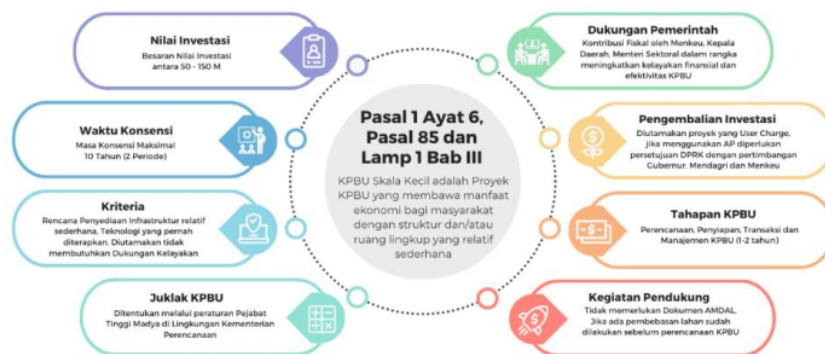 Nilai Investasi
Besaran Nilai Investasi
antara 50 - 150 M
Waktu Konsensi
Masa Konsensi Maksimal
10 Tahun (2 Periode)
Kriteria
Rencana Penyediaan Infrastruktur relatif
sederhana, Teknologi yang pernah
diterapkan. Diutamakan tidak
membutuhkan Dukungan Kelayakan
Juklak KPBU
Ditentukan melalui peraturan Pejabat
Tinggi Madya di Lingkungan Kementerian
Perencanaan
Pasal 1 Ayat 6,
Pasal 85 dan
Lamp 1 Bab III
KPBU Skala Kecil adalah Proyek
KPBU yang membawa manfaat
ekonomi bagi masyarakat
dengan struktur dan/atau
ruang lingkup yang relatif
sederhana
Dukungan Pemerintah
Kontribusi Fiskal oleh Menkeu, Kepala
Daerah, Menteri Sektoral dalam rangka
meningkatkan kelayakan finansial dan
efektivitas KPBU
Pengembalian Investasi
Diutamakan proyek yang User Charge,
jika menggunakan AP diperlukan
persetujuan DPRK dengan pertimbangan
Gubernur, Mendagri dan Menkeu
Tahapan KPBU
Perencanaan, Penyiapan, Transaksi dan
Manajemen KPBU (1-2 tahun)
Kegiatan Pendukung
Tidak memerlukan Dokumen AMDAL,
Jika ada pembebasan lahan sudah
dilakukan sebelum perencanaan KPBU